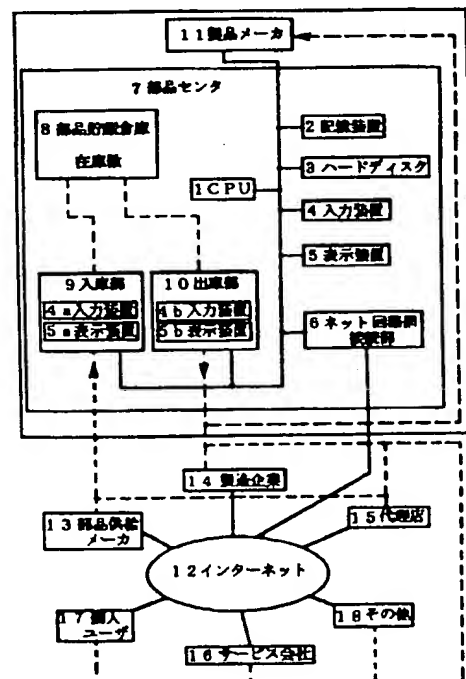 11製品メーカ
7部品センタ
8部品貯蔵倉庫
在庫数
2記憶装置
3ハードディスク
1CPU
4入力装置
5表示装置
9入庫部
4a入力装置
5a表示装置
10出庫部
4b入力装置
5b表示装置
6ネット回路側
接続部
14製造企業
13部品供給
メーカ
15代理店
12インターネット
17個人
ユーザ
18その他
16サービス会社